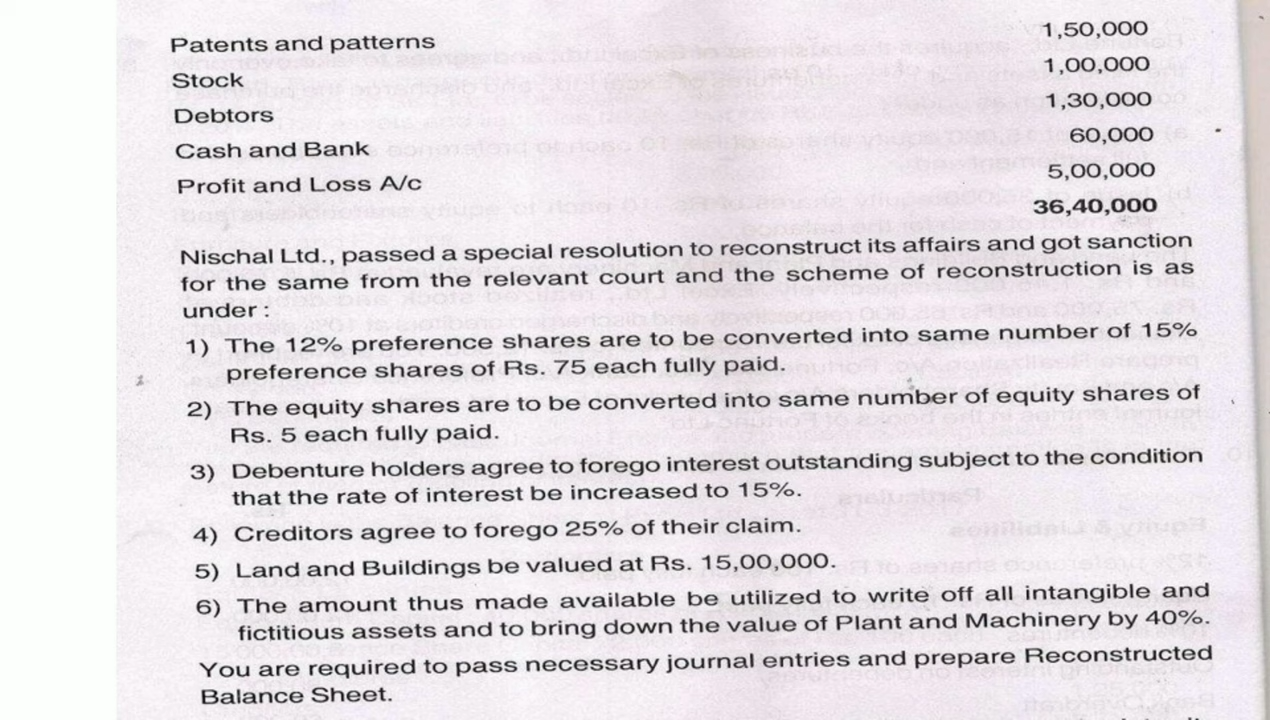 Patents and patterns 1,50,000
Stock 1,00,000
Debtors 1,30,000
Cash and Bank 60,000
Profit and Loss A/c 5,00,000
36,40,000
Nischal Ltd., passed a special resolution to reconstruct its affairs and got sanction
for the same from the relevant court and the scheme of reconstruction is as
under :
1) The 12% preference shares are to be converted into same number of 15%
preference shares of Rs. 75 each fully paid.
2) The equity shares are to be converted into same number of equity shares of
Rs. 5 each fully paid.
3) Debenture holders agree to forego interest outstanding subject to the condition
that the rate of interest be increased to 15%.
4) Creditors agree to forego 25% of their claim.
5) Land and Buildings be valued at Rs. 15,00,000.
6) The amount thus made available be utilized to write off all intangible and
fictitious assets and to bring down the value of Plant and Machinery by 40%.
You are required to pass necessary journal entries and prepare Reconstructed
Balance Sheet.